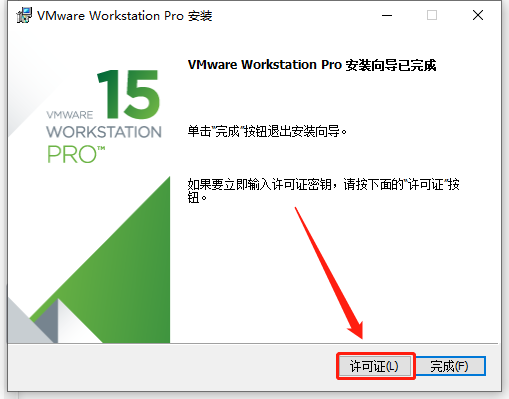 VMware Workstation Pro 安装
VMware Workstation Pro 安装向导已完成
15
VMWARE
WORKSTATION
PRO™
单击"完成"按钮退出安装向导。
如果要立即输入许可证密钥，请按下面的"许可证"按
钮。
许可证(L)
完成(F)